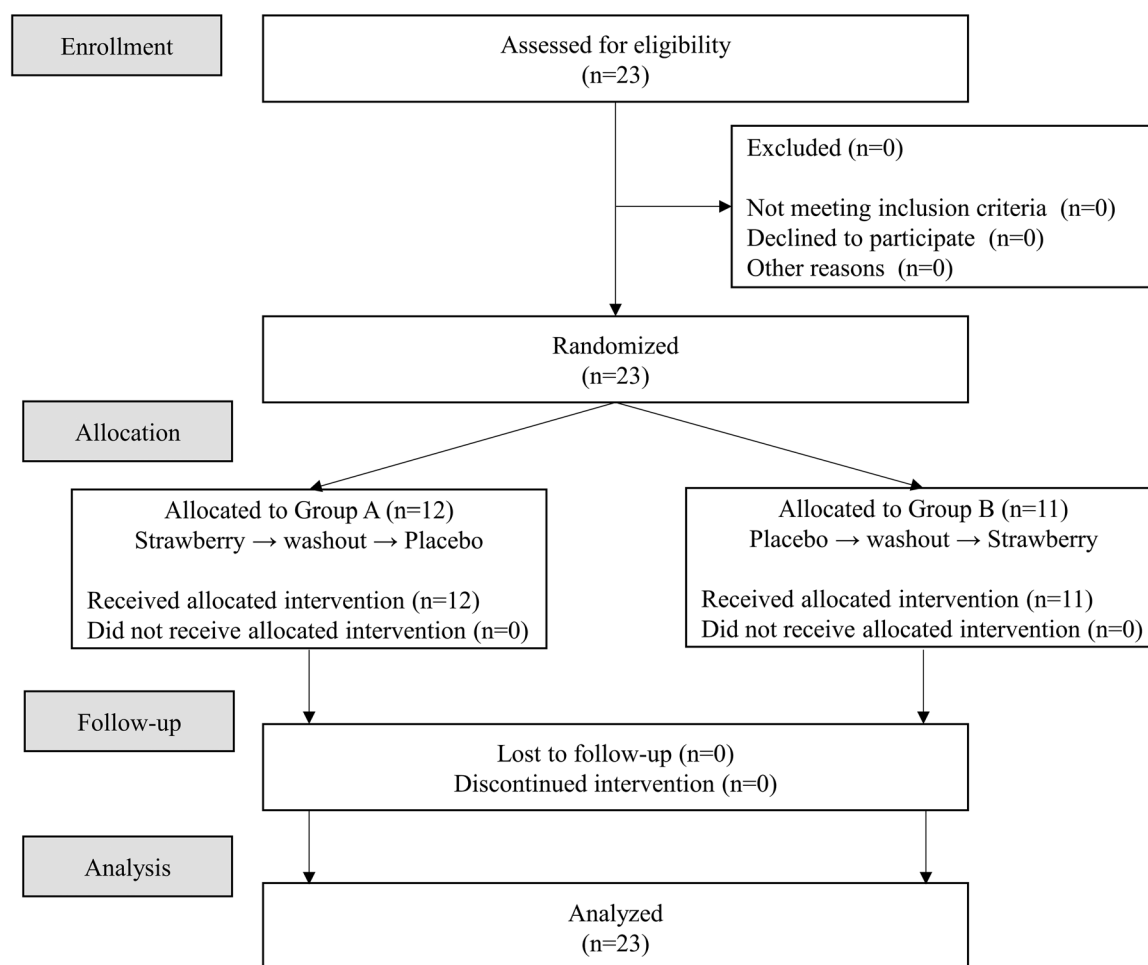 Enrollment
Assessed for eligibility
(n=23)
Excluded (n=0)
Not meeting inclusion criteria (n=0)
Declined to participate (n=0)
Other reasons (n=0)
Randomized
(n=23)
Allocation
Allocated to Group A (n=12)
Strawberry → washout → Placebo
Received allocated intervention (n=12)
Did not receive allocated intervention (n=0)
Allocated to Group B (n=11)
Placebo → washout → Strawberry
Received allocated intervention (n=11)
Did not receive allocated intervention (n=0)
Follow-up
Lost to follow-up (n=0)
Discontinued intervention (n=0)
Analysis
Analyzed
(n=23)